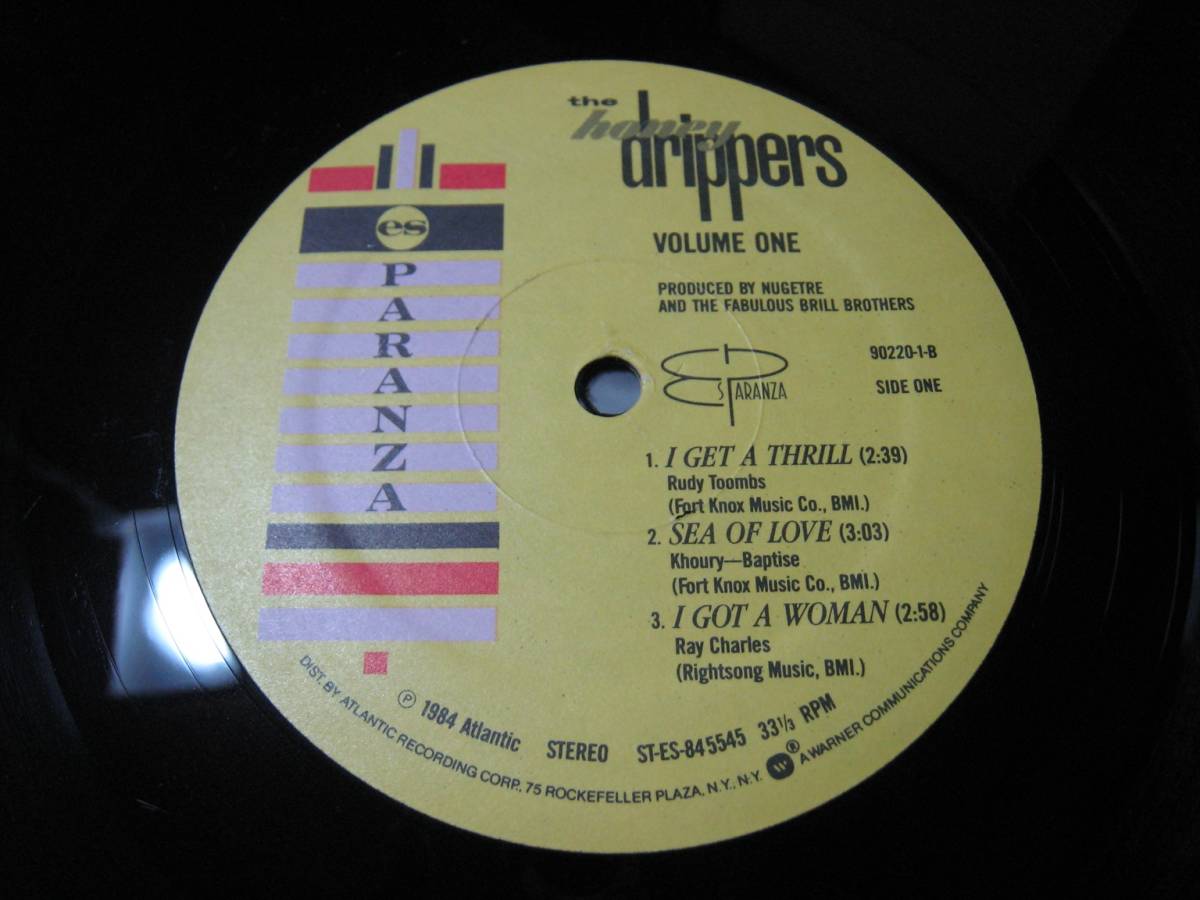 the
honey
drippers
VOLUME ONE
PRODUCED BY NUGETRE
AND THE FABULOUS BRILL BROTHERS
es
PARANZA
ES PARANZA
90220-1-B
SIDE ONE
1. I GET A THRILL (2:39)
Rudy Toombs
(Fort Knox Music Co., BMI.)
2. SEA OF LOVE (3:03)
Khoury—Baptise
(Fort Knox Music Co., BMI.)
3. I GOT A WOMAN (2:58)
Ray Charles
(Rightsong Music, BMI.)
℗ 1984 Atlantic STEREO ST-ES-845545 33⅓ RPM
DIST. BY ATLANTIC RECORDING CORP., 75 ROCKEFELLER PLAZA, N.Y., N.Y. ® A WARNER COMMUNICATIONS COMPANY